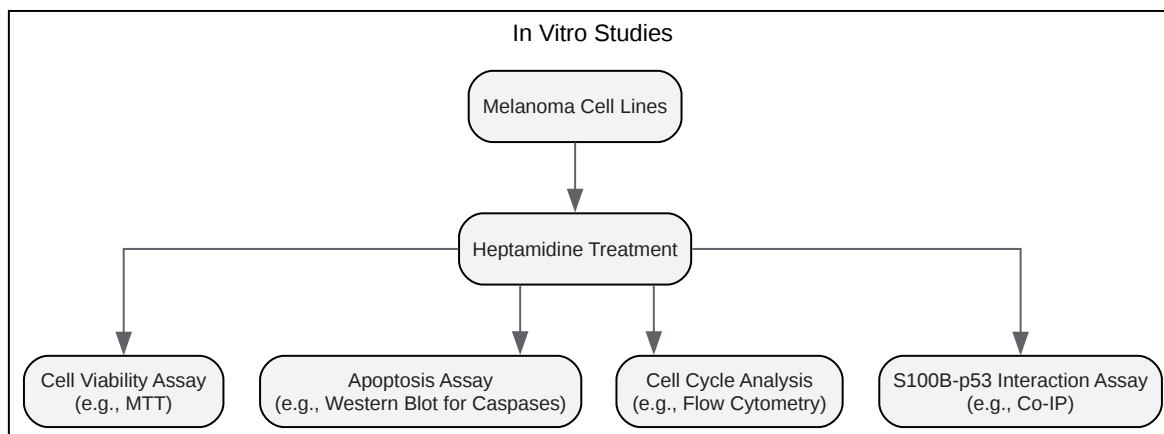 In Vitro Studies
Melanoma Cell Lines
Heptamidine Treatment
Cell Viability Assay
(e.g., MTT)
Apoptosis Assay
(e.g., Western Blot for Caspases)
Cell Cycle Analysis
(e.g., Flow Cytometry)
S100B-p53 Interaction Assay
(e.g., Co-IP)